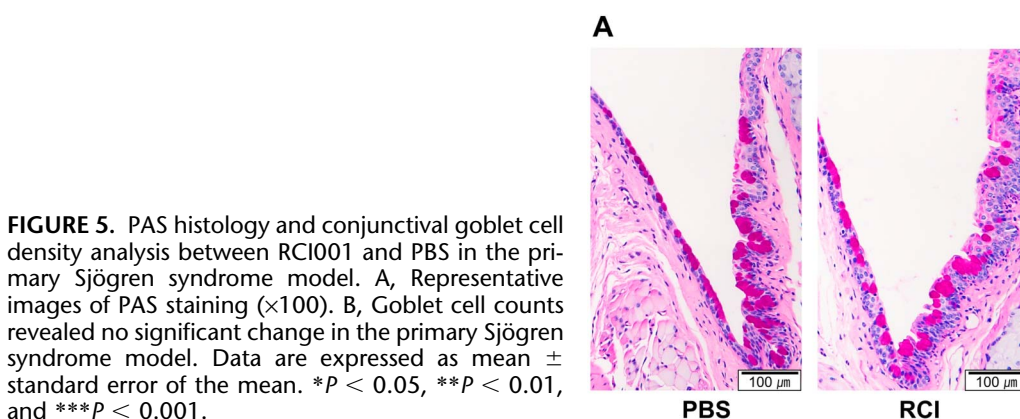 A
FIGURE 5. PAS histology and conjunctival goblet cell
density analysis between RCI001 and PBS in the pri-
mary Sjögren syndrome model. A, Representative
images of PAS staining (×100). B, Goblet cell counts
revealed no significant change in the primary Sjögren
syndrome model. Data are expressed as mean ±
standard error of the mean. *P < 0.05, **P < 0.01,
and ***P < 0.001.
100 µm
100 µm
PBS
RCI